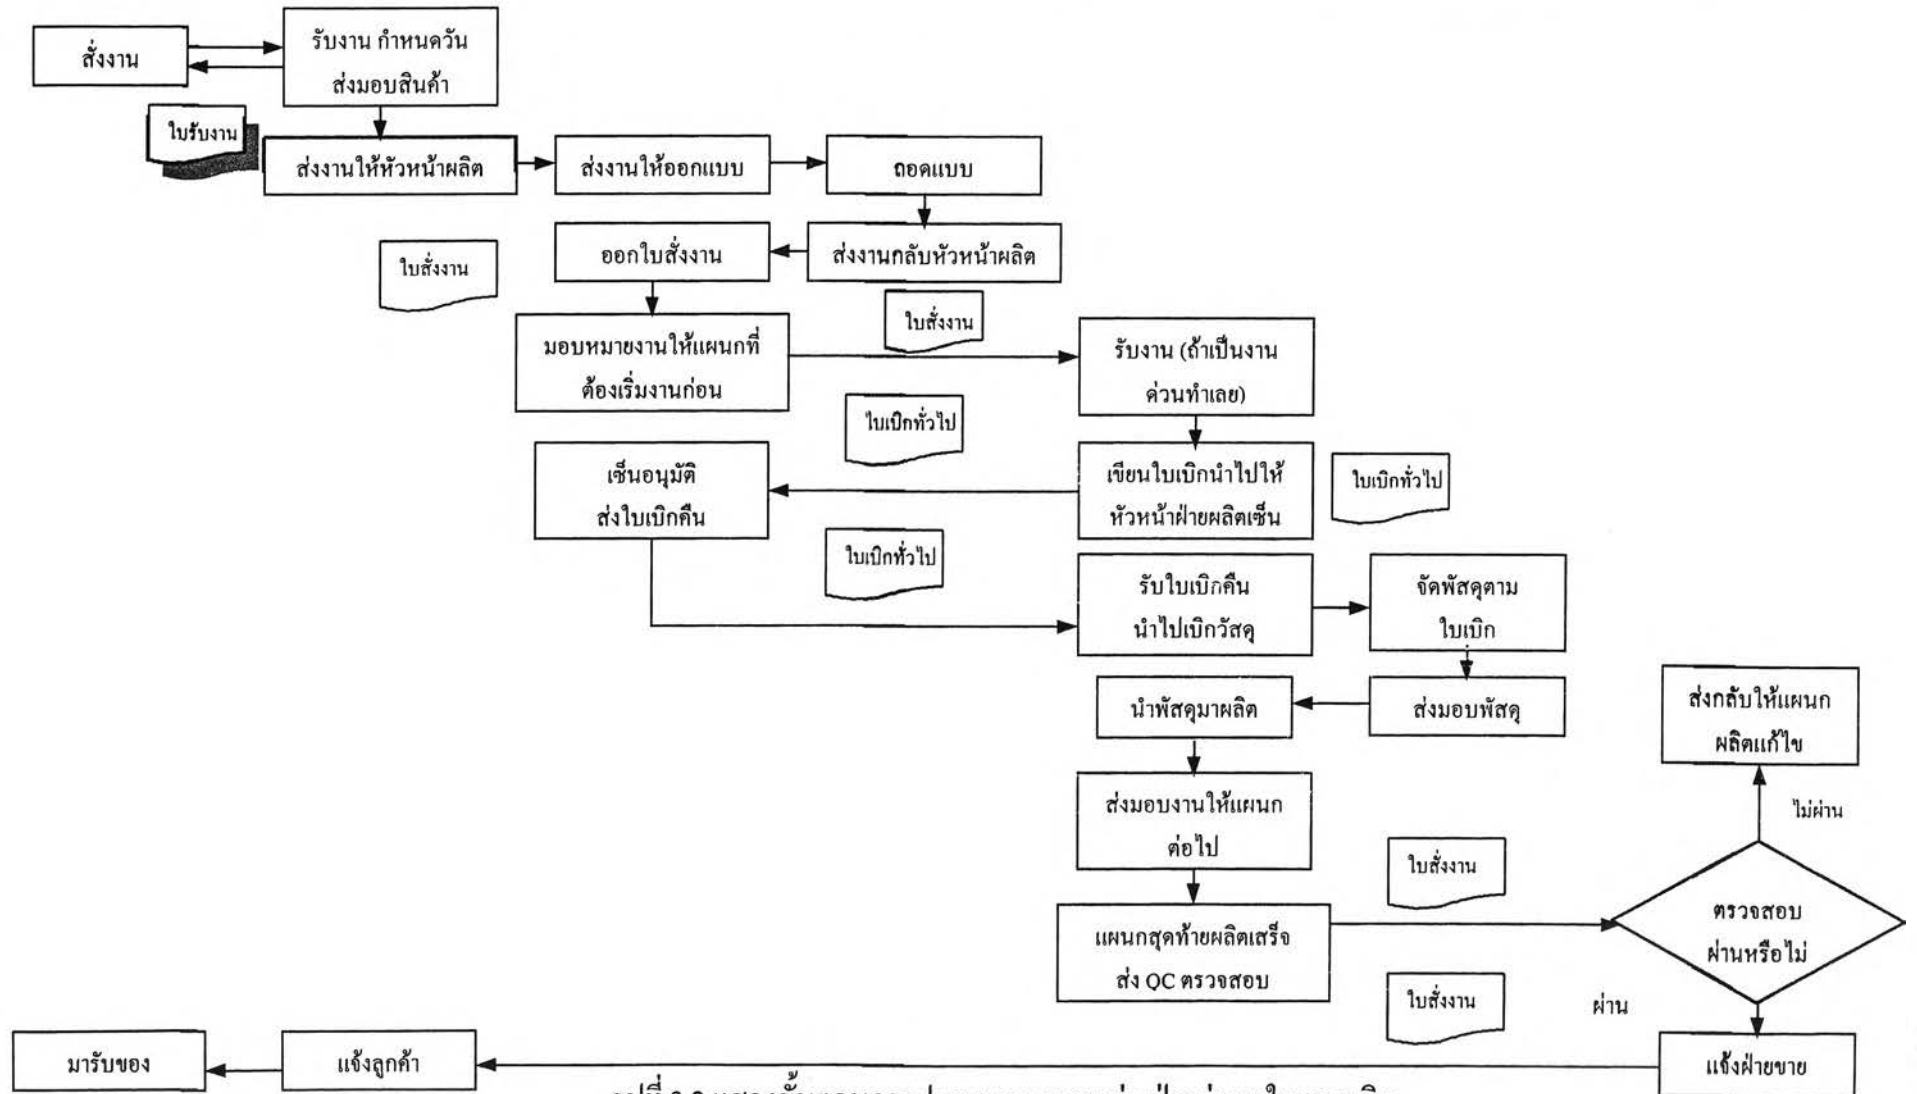 สั่งงาน
รับงาน กำหนดวัน
ส่งมอบสินค้า
ใบรับงาน
ส่งงานให้หัวหน้าผลิต
ส่งงานให้ออกแบบ
ถอดแบบ
ใบสั่งงาน
ออกใบสั่งงาน
ส่งงานกลับหัวหน้าผลิต
มอบหมายงานให้แผนกที่
ต้องเริ่มงานก่อน
ใบสั่งงาน
รับงาน (ถ้าเป็นงาน
ด่วนทำเลย)
ใบเบิกทั่วไป
เซ็นอนุมัติ
ส่งใบเบิกคืน
เขียนใบเบิกนำไปให้
หัวหน้าฝ่ายผลิตเซ็น
ใบเบิกทั่วไป
ใบเบิกทั่วไป
รับใบเบิกคืน
นำไปเบิกวัสดุ
จัดพัสดุตาม
ใบเบิก
นำพัสดุมาผลิต
ส่งมอบพัสดุ
ส่งกลับให้แผนก
ผลิตแก้ไข
ส่งมอบงานให้แผนก
ต่อไป
ไม่ผ่าน
ใบสั่งงาน
แผนกสุดท้ายผลิตเสร็จ
ส่ง QC ตรวจสอบ
ตรวจสอบ
ผ่านหรือไม่
ใบสั่งงาน
ผ่าน
มารับของ
แจ้งลูกค้า
แจ้งฝ่ายขาย